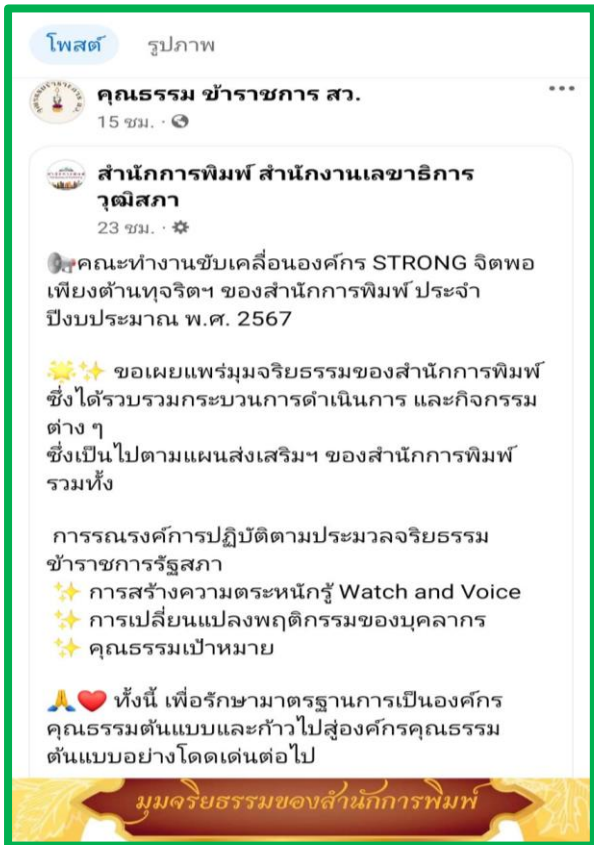 โพสต์ รูปภาพ
คุณธรรม ข้าราชการ สว.
15 ชม. ·
สำนักการพิมพ์ สำนักงานเลขาธิการ
วุฒิสภา
23 ชม. ·
📢คณะทำงานขับเคลื่อนองค์กร STRONG จิตพอ
เพียงต้านทุจริตฯ ของสำนักการพิมพ์ ประจำ
ปีงบประมาณ พ.ศ. 2567
🌟✨ ขอเผยแพร่มุมจริยธรรมของสำนักการพิมพ์
ซึ่งได้รวบรวมกระบวนการดำเนินการ และกิจกรรม
ต่าง ๆ
ซึ่งเป็นไปตามแผนส่งเสริมฯ ของสำนักการพิมพ์
รวมทั้ง
การรณรงค์การปฏิบัติตามประมวลจริยธรรม
ข้าราชการรัฐสภา
✨ การสร้างความตระหนักรู้ Watch and Voice
✨ การเปลี่ยนแปลงพฤติกรรมของบุคลากร
✨ คุณธรรมเป้าหมาย
🙏❤️ ทั้งนี้ เพื่อรักษามาตรฐานการเป็นองค์กร
คุณธรรมต้นแบบและก้าวไปสู่องค์กรคุณธรรม
ต้นแบบอย่างโดดเด่นต่อไป
มุมจริยธรรมของสำนักการพิมพ์